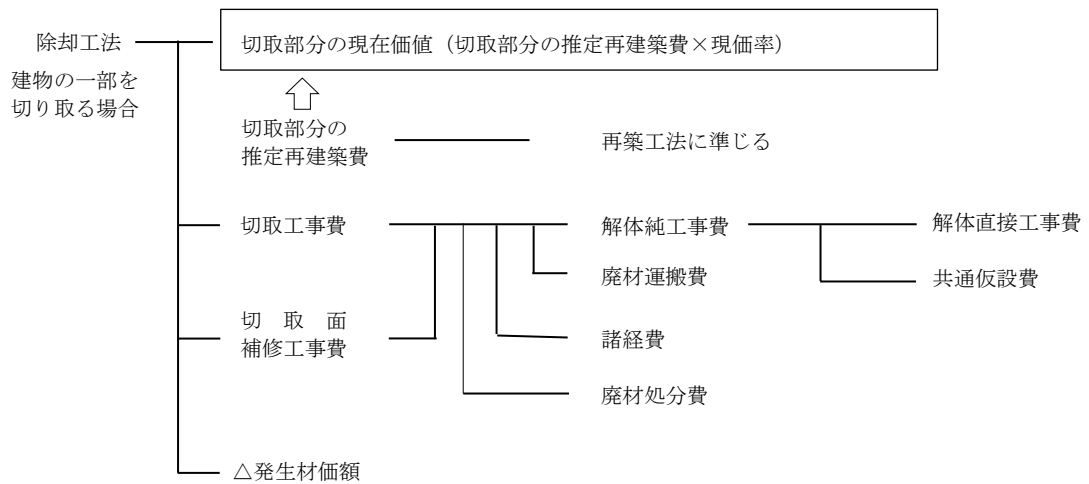 除却工法
建物の一部を
切り取る場合
切取部分の現在価値(切取部分の推定再建築費×現価率)
切取部分の
推定再建築費
再築工法に準じる
切取工事費
解体純工事費
解体直接工事費
廃材運搬費
共通仮設費
切 取 面
補修工事費
諸経費
廃材処分費
△発生材価額